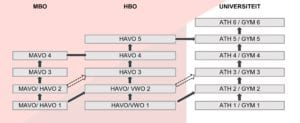 MBO HBO UNIVERSITEIT
ATH 6 / GYM 6
HAVO 5 ATH 5 / GYM 5
MAVO 4 HAVO 4 ATH 4 / GYM 4
MAVO 3 HAVO 3 ATH 3 / GYM 3
MAVO/ HAVO 2 HAVO/ VWO 2 ATH 2 / GYM 2
MAVO/ HAVO 1 HAVO/VWO 1 ATH 1 / GYM 1